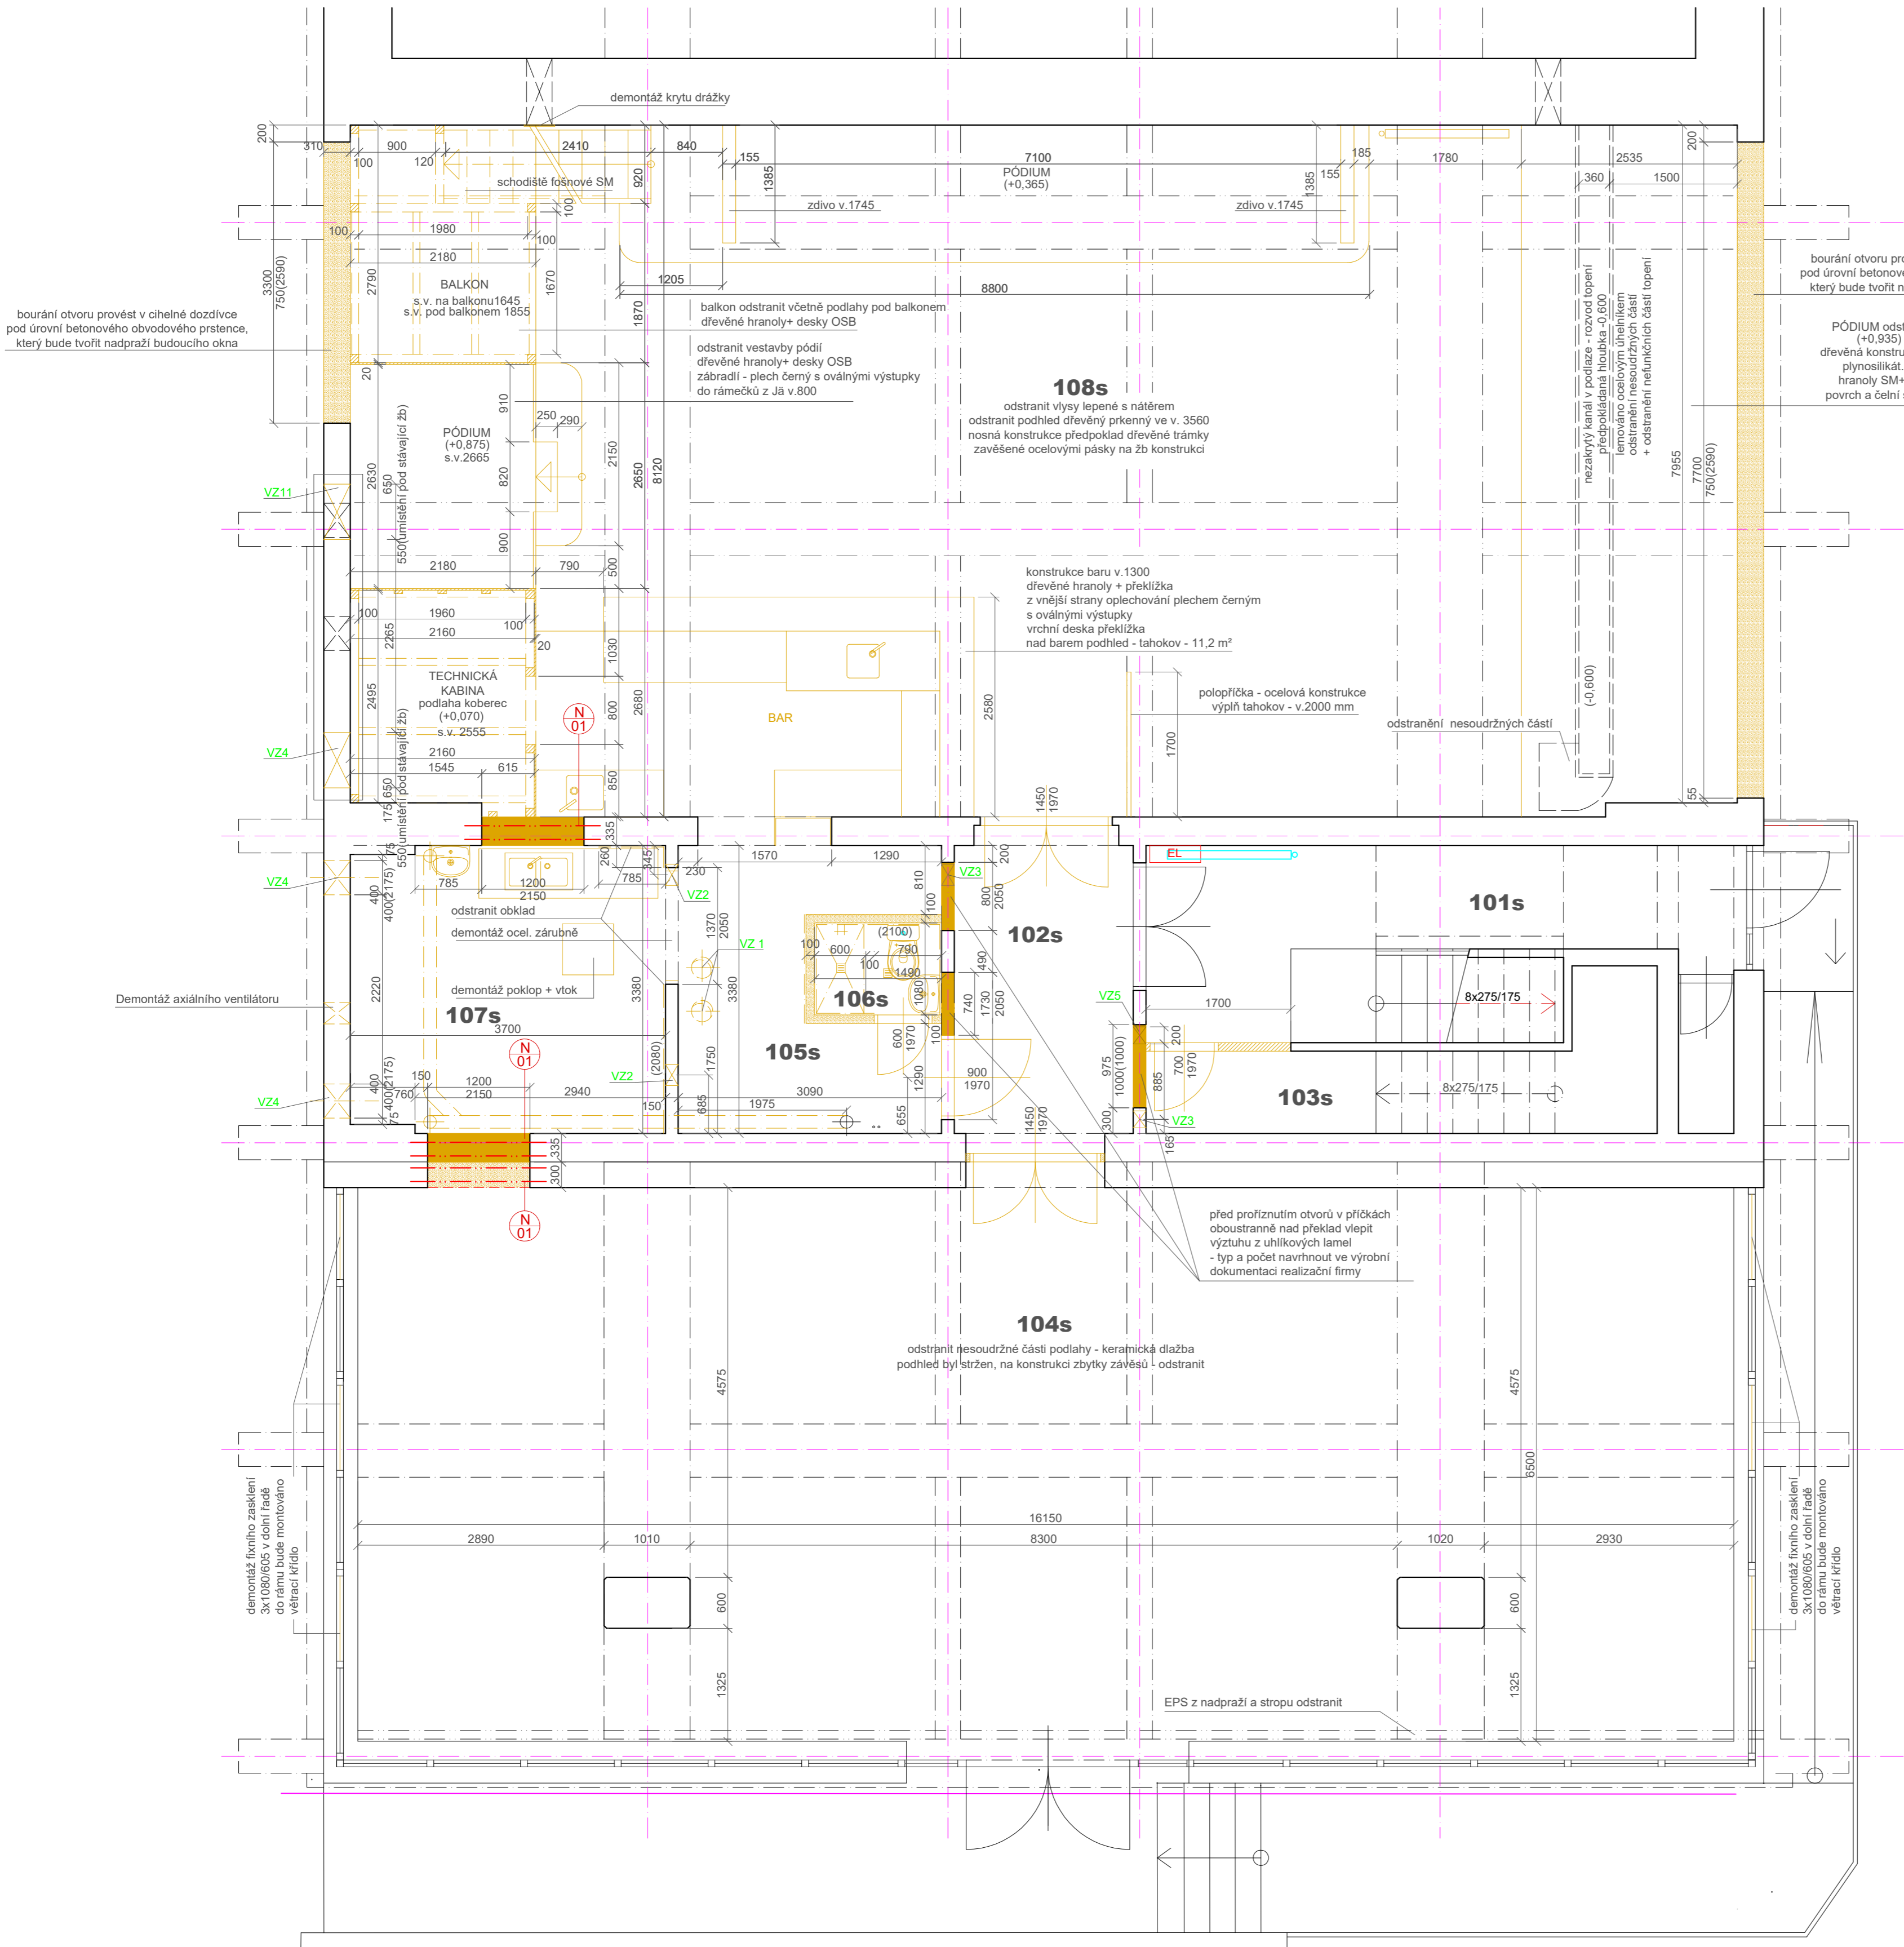 demontáž krytu drážky
200
310
900
100
120
2410
840
920
155
1385
7100
PÓDIUM
(+0,365)
185
155
1385
1780
2535
360
1500
200
schodiště fošnové SM
zdivo v.1745
zdivo v.1745
100
100
1980
100
2180
2790
3300
750(2590)
BALKON
s.v. na balkonu1645
s.v. pod balkonem 1855
1670
1870
1205
8800
bourání otvoru provést v cihelné dozdívce
pod úrovní betonového obvodového prstence,
který bude tvořit nadpraží budoucího okna
balkon odstranit včetně podlahy pod balkonem
dřevěné hranoly+ desky OSB
odstranit vestavby pódií
dřevěné hranoly+ desky OSB
zábradlí - plech černý s oválnými výstupky
do rámečků z Jä v.800
108s
odstranit vlysy lepené s nátěrem
odstranit podhled dřevěný prkenný ve v. 3560
nosná konstrukce předpoklad dřevěné trámky
zavěšené ocelovými pásky na žb konstrukci
nezakrytý kanál v podlaze - rozvod topení
předpokládaná hloubka -0,600
lemováno ocelovým úhelníkem
odstranění nesoudržných částí
+ odstranění nefunkčních částí topení
7955
7700
750(2590)
bourání otvoru pro
pod úrovní betonové
který bude tvořit n
PÓDIUM odst
(+0,935)
dřevěná konstru
plynosilikát.
hranoly SM+
povrch a čelní s
20
910
250
290
PÓDIUM
(+0,875)
s.v.2665
2630
650
550(umístění pod stávající žb)
820
2150
2650
8120
900
500
2180
790
VZ11
konstrukce baru v.1300
dřevěné hranoly + překlížka
z vnější strany oplechování plechem černým
s oválnými výstupky
vrchní deska překlížka
nad barem podhled - tahokov - 11,2 m²
100
1960
2160
100
20
1030
2265
2495
TECHNICKÁ
KABINA
podlaha koberec
(+0,070)
s.v. 2555
2160
1545
615
800
2680
850
N
01
BAR
2580
polopříčka - ocelová konstrukce
výplň tahokov - v.2000 mm
1700
odstranění  nesoudržných částí
(-0,600)
VZ4
650
175
550(umístění pod stávající žb)
75
335
1450
1970
55
VZ4
400
400(2175)
785
1200
2150
260
345
785
230
VZ2
1570
1290
810
VZ3
200
800
2050
EL
101s
odstranit obklad
demontáž ocel. zárubně
demontáž poklop + vtok
1370
2050
VZ 1
100
(2100)
100
600
790
100
1490
102s
490
2220
3380
3380
106s
1080
740
1730
2050
VZ5
1700
8x275/175
Demontáž axiálního ventilátoru
107s
3700
105s
600
1970
100
900
1970
975
1000(1000)
200
885
700
1970
N
01
(2080)
1750
VZ2
1290
8x275/175
103s
VZ4
400
400(2175)
75
150
760
1200
2150
2940
150
685
3090
1975
655
1450
1970
300
VZ3
165
335
300
N
01
před proříznutím otvorů v příčkách
oboustranně nad překlad vlepit
výztuhu z uhlíkových lamel
- typ a počet navrhnout ve výrobní
dokumentaci realizační firmy
104s
odstranit nesoudržné části podlahy - keramická dlažba
podhled byl stržen, na konstrukci zbytky závěsů - odstranit
4575
4575
6500
16150
2890
1010
8300
1020
2930
demontáž fixního zasklení
3x1080/605 v dolní řadě
do rámu bude montováno
větrací křídlo
demontáž fixního zasklení
3x1080/605 v dolní řadě
do rámu bude montováno
větrací křídlo
600
600
1325
1325
EPS z nadpraží a stropu odstranit